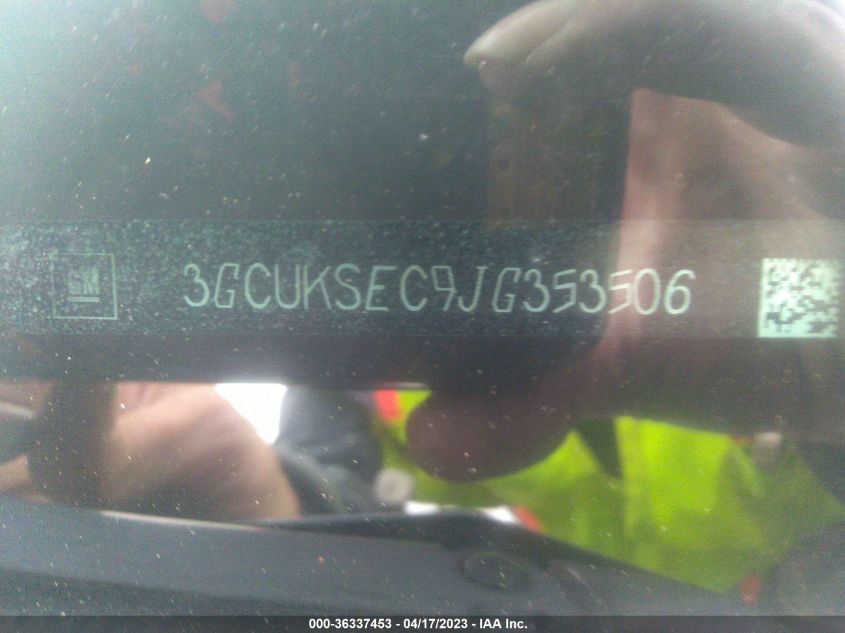 GM
3GCUKSEC9JG353506
000-36337453 - 04/17/2023 - IAA Inc.